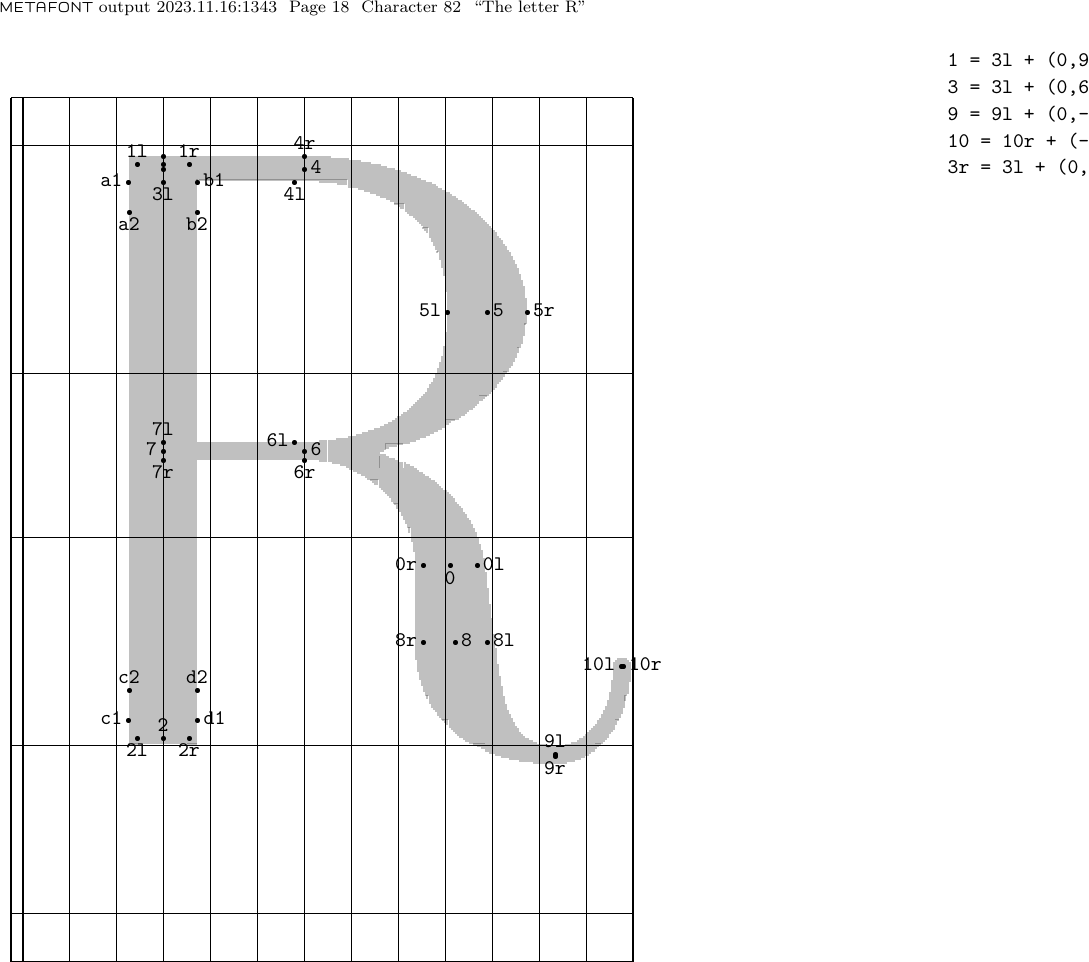 METAFONT output 2023.11.16:1343 Page 18 Character 82 “The letter R”
1 = 3l + (0,9
3 = 3l + (0,6
9 = 9l + (0,-
10 = 10r + (-
3r = 3l + (0,
4r
1l 1r
4
a1 3l b1 4l
a2 b2
5l 5 5r
7l
6l
7 6
7r 6r
0r 0l
0
8r 8 8l
10l 10r
c2 d2
c1 2 d1
9l
2l 2r
9r